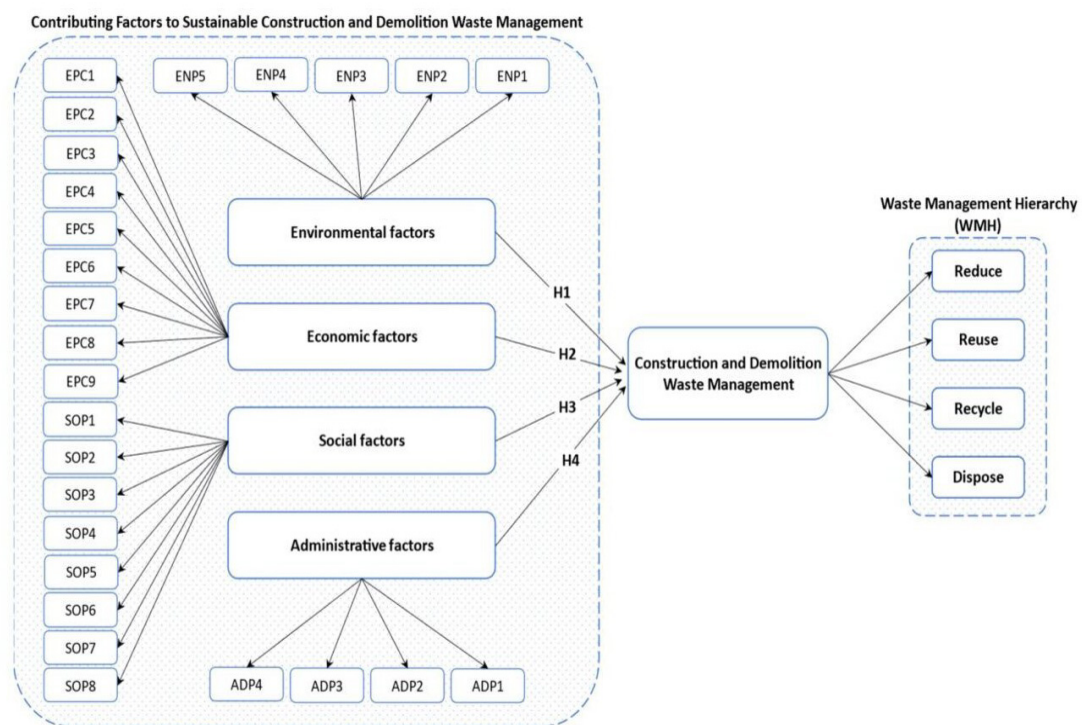 Contributing Factors to Sustainable Construction and Demolition Waste Management
EPC1
EPC2
EPC3
EPC4
EPC5
EPC6
EPC7
EPC8
EPC9
SOP1
SOP2
SOP3
SOP4
SOP5
SOP6
SOP7
SOP8
ENP5
ENP4
ENP3
ENP2
ENP1
Environmental factors
Economic factors
Social factors
Administrative factors
ADP4
ADP3
ADP2
ADP1
H1
H2
H3
H4
Construction and Demolition
Waste Management
Waste Management Hierarchy
(WMH)
Reduce
Reuse
Recycle
Dispose